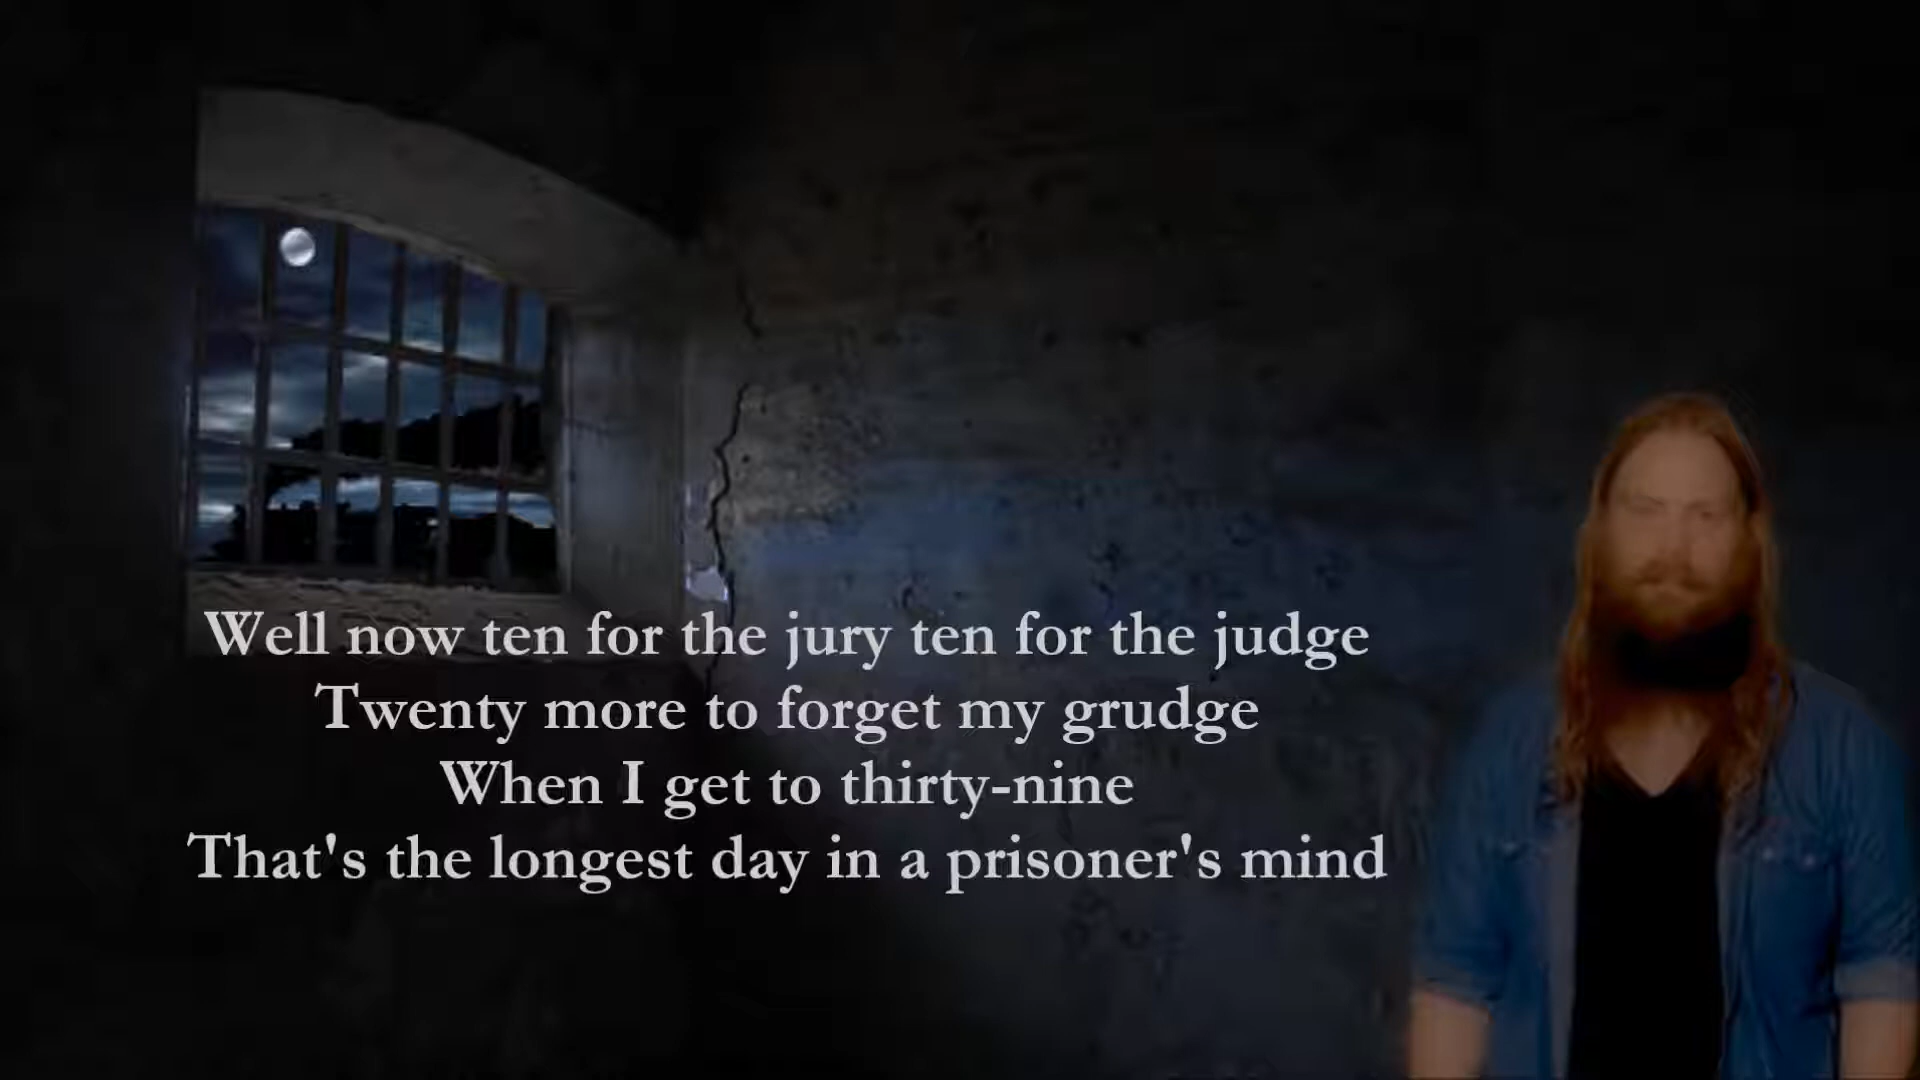 Well now ten for the jury ten for the judge
Twenty more to forget my grudge
When I get to thirty-nine
That's the longest day in a prisoner's mind